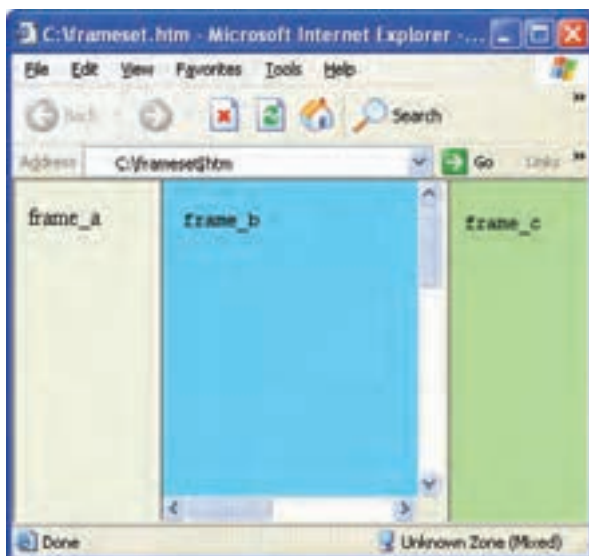 C:\frameset.htm - Microsoft Internet Explorer -...
File Edit View Favorites Tools Help
Back Search
Address C:\frameset.htm Go Links
frame_a frame_b frame_c
Done Unknown Zone (Mixed)